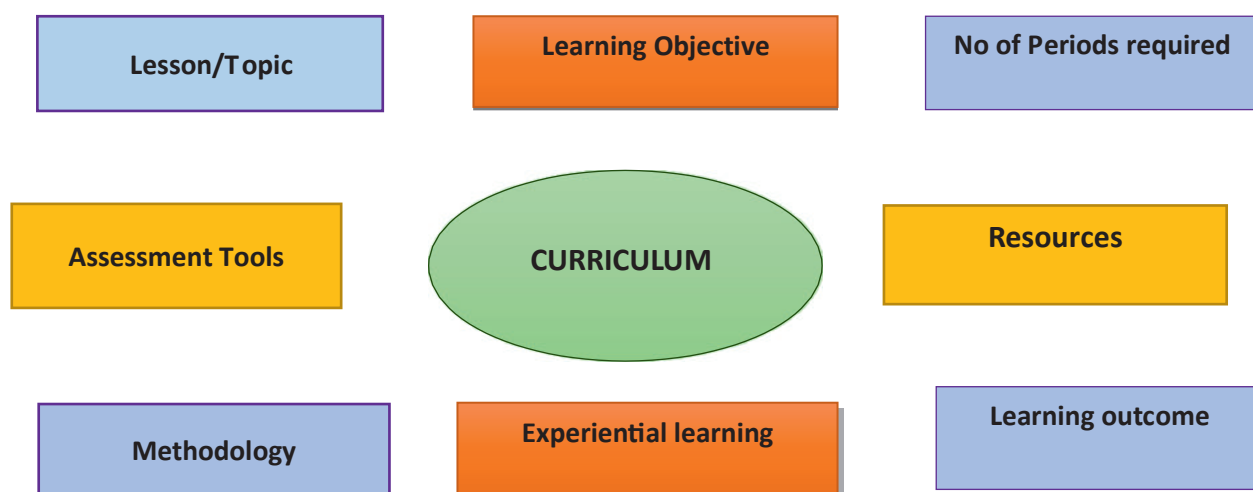 Lesson/Topic
Learning Objective
No of Periods required
Assessment Tools
CURRICULUM
Resources
Methodology
Experiential learning
Learning outcome